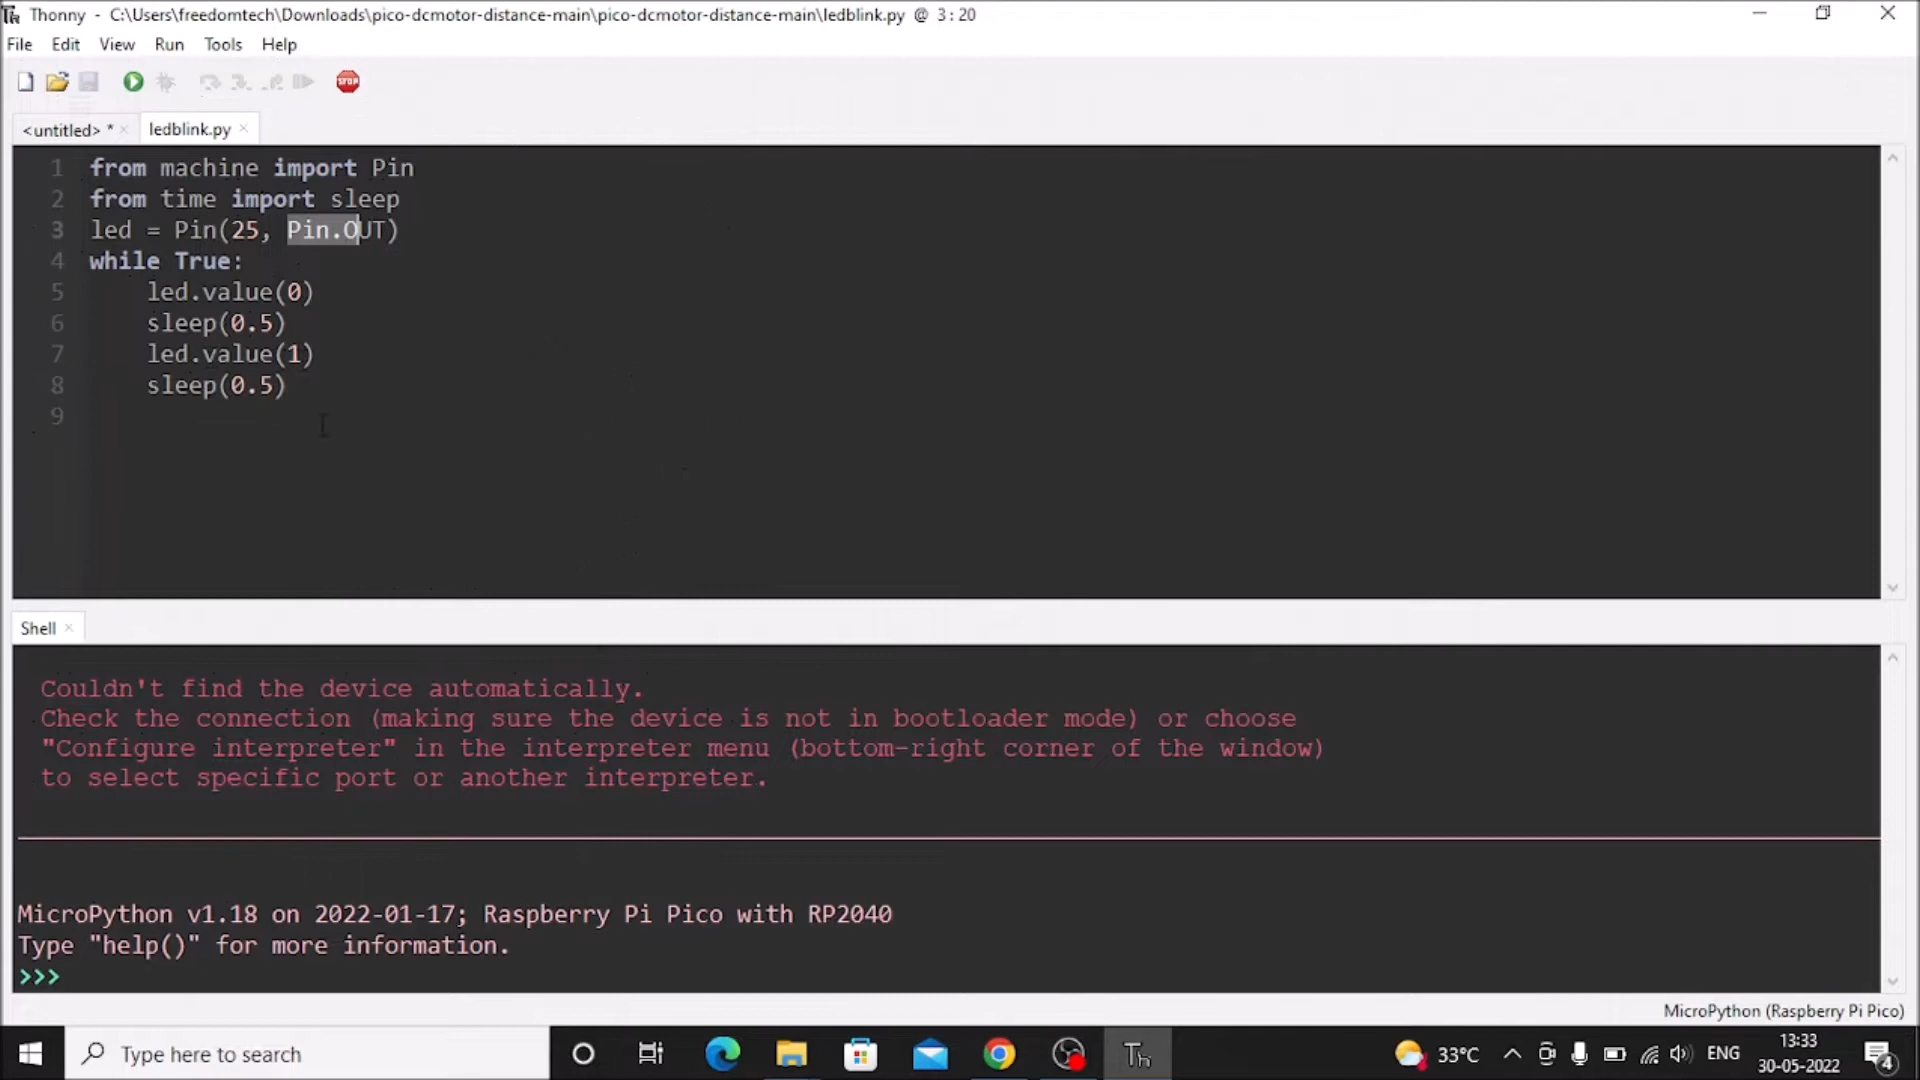 Thonny - C:\Users\freedomtech\Downloads\pico-dcmotor-distance-main\pico-dcmotor-distance-main\ledblink.py @ 3:20
File Edit View Run Tools Help
STOP
<untitled> * × ledblink.py ×
1 from machine import Pin
2 from time import sleep
3 led = Pin(25, Pin.OUT)
4 while True:
5     led.value(0)
6     sleep(0.5)
7     led.value(1)
8     sleep(0.5)
9
Shell ×
Couldn't find the device automatically.
Check the connection (making sure the device is not in bootloader mode) or choose
"Configure interpreter" in the interpreter menu (bottom-right corner of the window)
to select specific port or another interpreter.
MicroPython v1.18 on 2022-01-17; Raspberry Pi Pico with RP2040
Type "help()" for more information.
>>>
MicroPython (Raspberry Pi Pico)
Type here to search
Th
33°C
ENG
13:33
30-05-2022
4